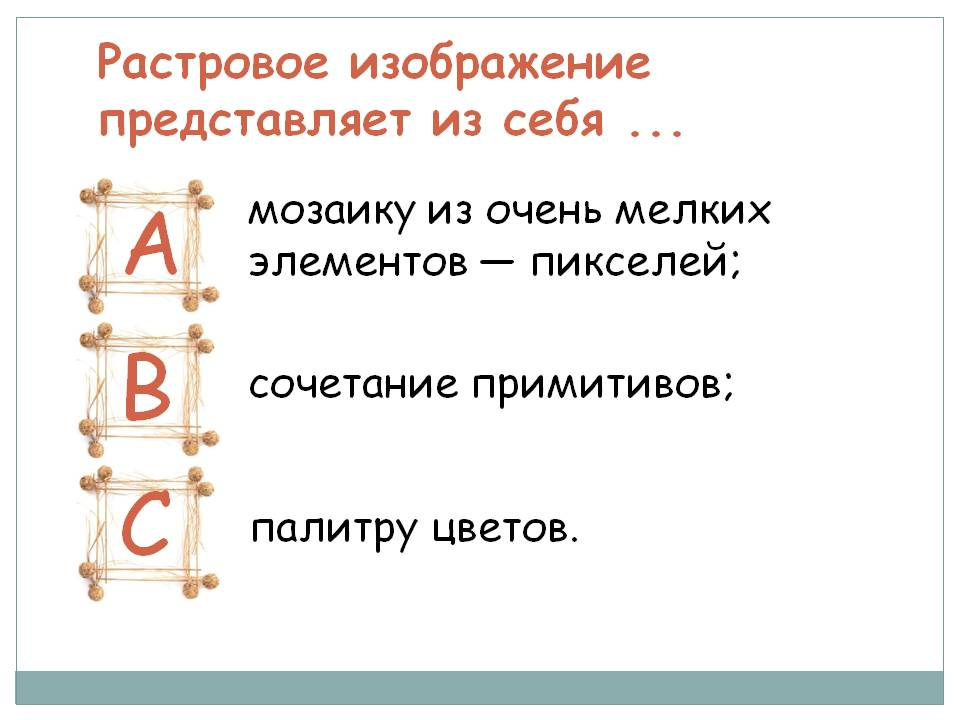 Растровое изображение
представляет из себя ...
A
мозаику из очень мелких
элементов — пикселей;
B
сочетание примитивов;
C
палитру цветов.